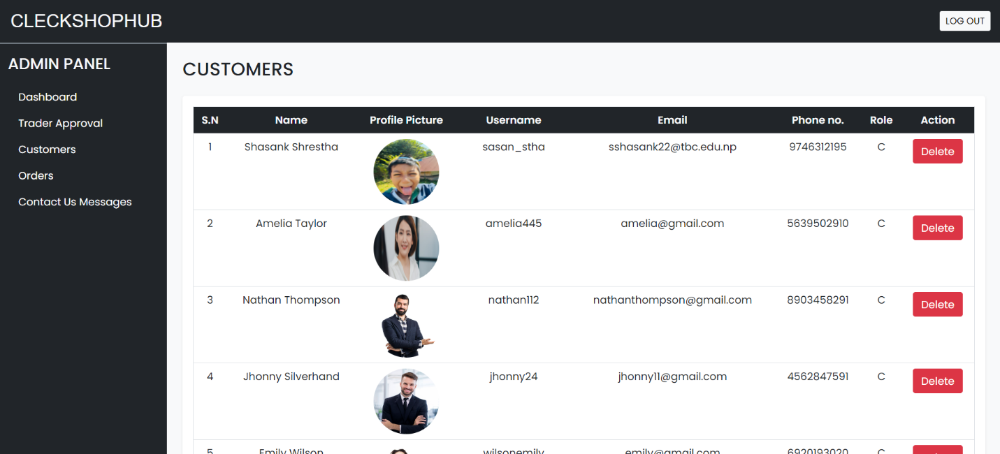 CLECKSHOPHUB LOG OUT
ADMIN PANEL
Dashboard
Trader Approval
Customers
Orders
Contact Us Messages
CUSTOMERS
S.N Name Profile Picture Username Email Phone no. Role Action
1 Shasank Shrestha sasan_stha sshasank22@tbc.edu.np 9746312195 C Delete
2 Amelia Taylor amelia445 amelia@gmail.com 5639502910 C Delete
3 Nathan Thompson nathan112 nathanthompson@gmail.com 8903458291 C Delete
4 Jhonny Silverhand jhonny24 jhonny11@gmail.com 4562847591 C Delete
5 Emily Wilson wilsonemily emily@gmail.com 6920193020 C